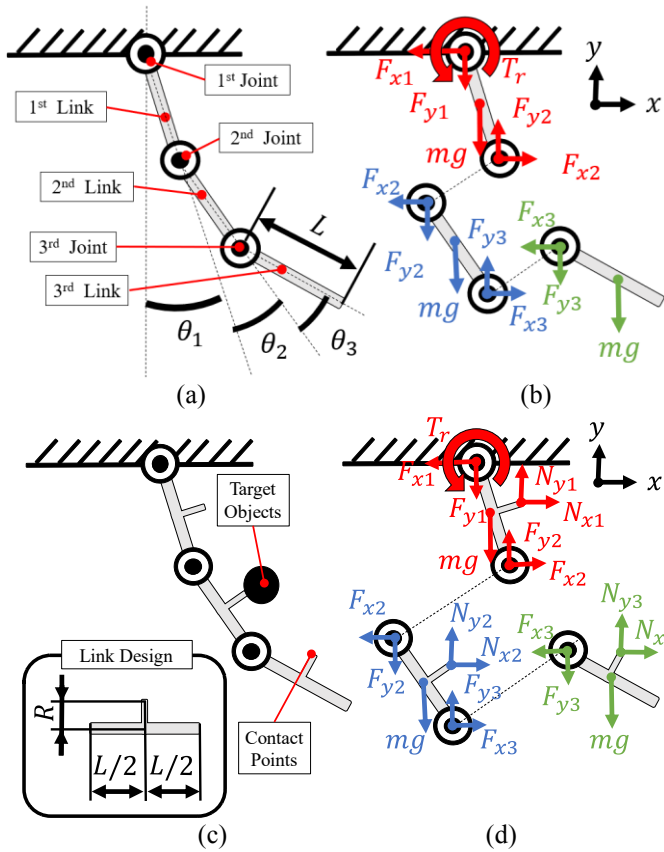 1st Joint
1st Link
2nd Joint
2nd Link
3rd Joint
3rd Link
L
θ1
θ2
θ3
(a)
Fx1
Tr
Fy1
Fy2
mg
Fx2
y
x
Fx2
Fy2
Fy3
mg
Fx3
Fx3
Fy3
mg
(b)
Target
Objects
Link Design
R
L/2
L/2
Contact
Points
(c)
Tr
Fx1
Fy1
Ny1
Nx1
Fy2
mg
Fx2
y
x
Fx2
Ny2
Nx2
Fy2
Fy3
mg
Fx3
Ny3
Fx3
Nx
Fy3
mg
(d)